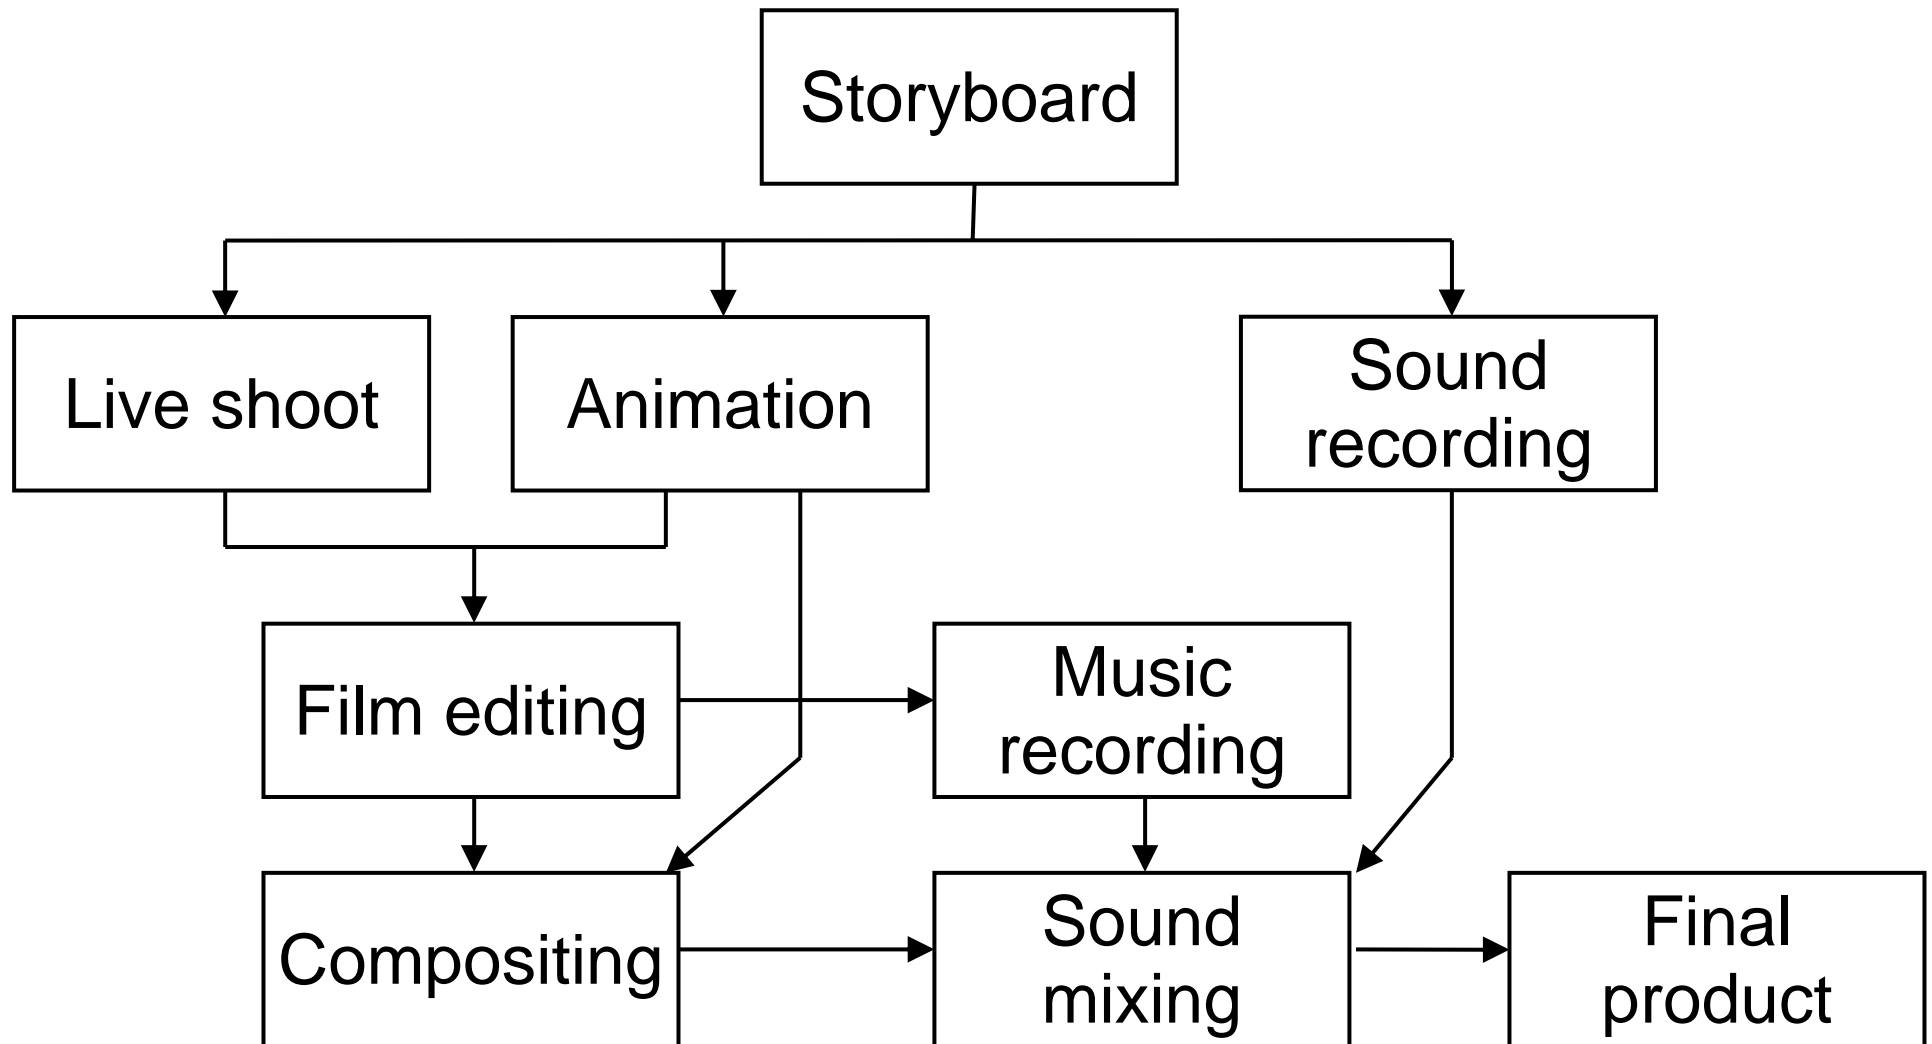 Storyboard
Live shoot
Animation
Sound
recording
Film editing
Music
recording
Compositing
Sound
mixing
Final
product